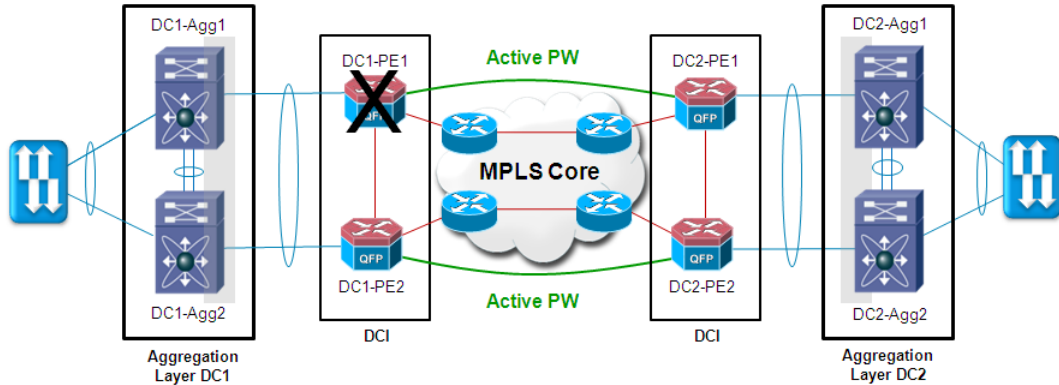 DC1-Agg1
DC1-Agg2
Aggregation
Layer DC1
DC1-PE1
QFP
QFP
DC1-PE2
DCI
Active PW
MPLS Core
Active PW
DC2-PE1
QFP
QFP
DC2-PE2
DCI
DC2-Agg1
DC2-Agg2
Aggregation
Layer DC2